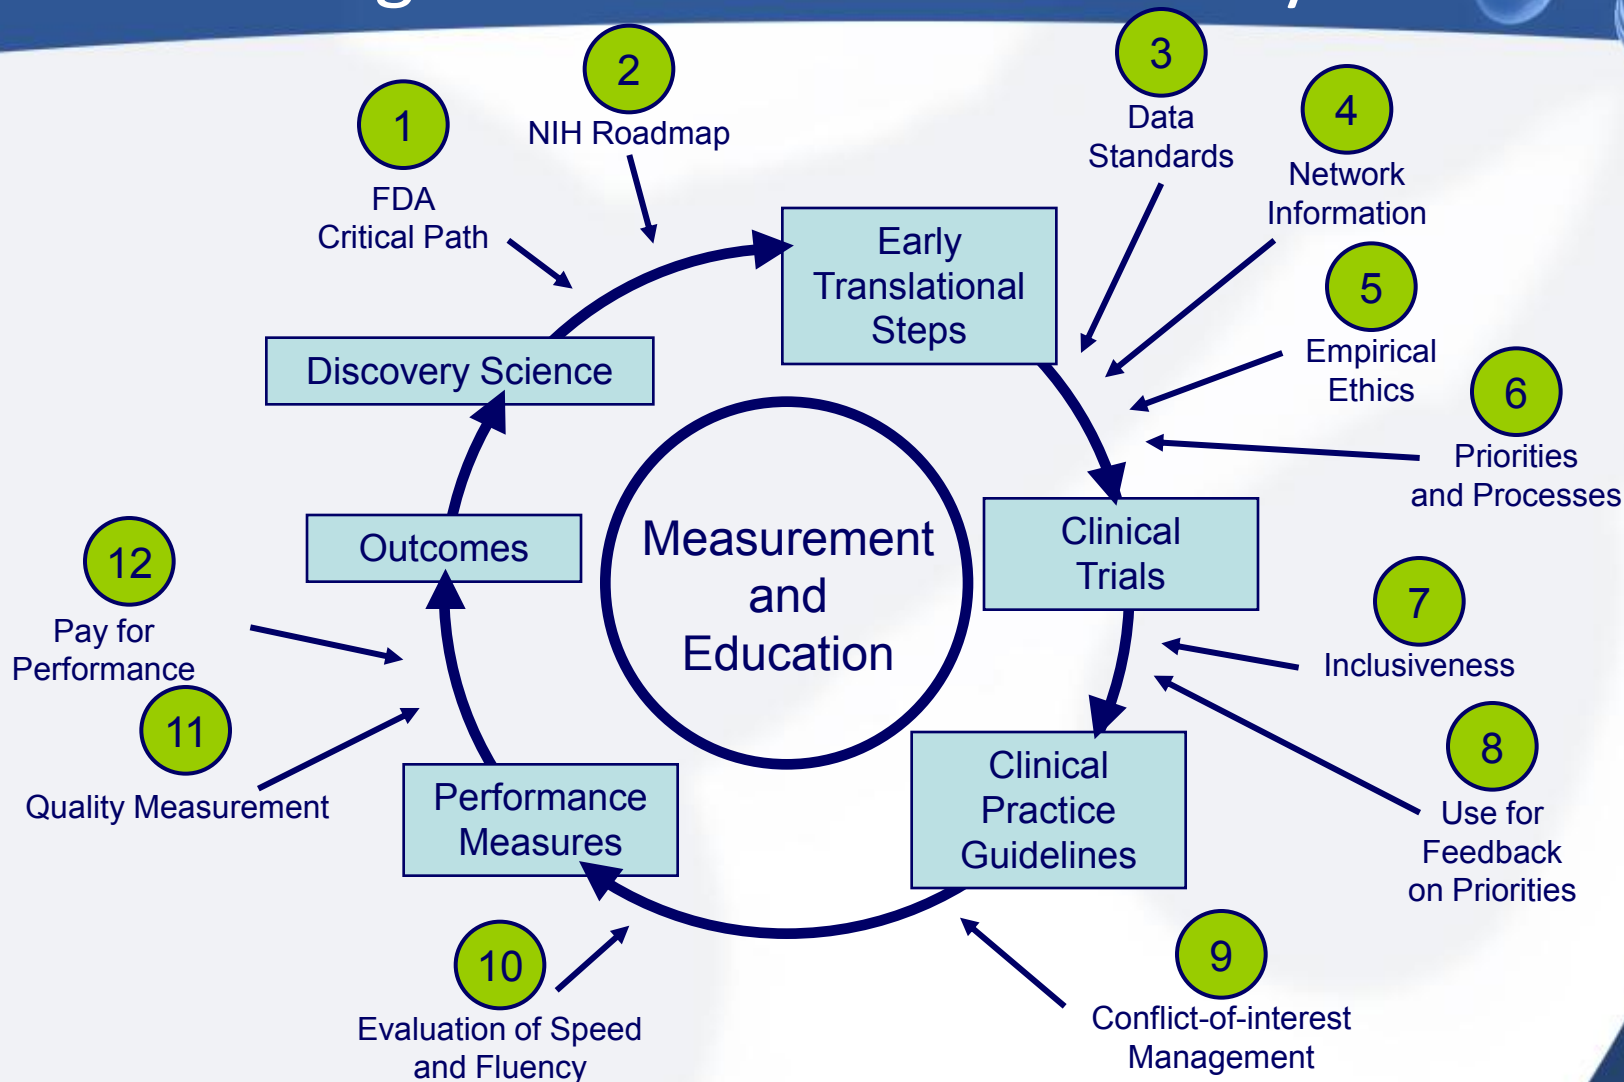 1
FDA
Critical Path
2
NIH Roadmap
3
Data
Standards
4
Network
Information
5
Empirical
Ethics
6
Priorities
and Processes
Early
Translational
Steps
Discovery Science
Outcomes
Measurement
and
Education
Clinical
Trials
7
Inclusiveness
8
Use for
Feedback
on Priorities
12
Pay for
Performance
11
Quality Measurement
Performance
Measures
Clinical
Practice
Guidelines
10
Evaluation of Speed
and Fluency
9
Conflict-of-interest
Management